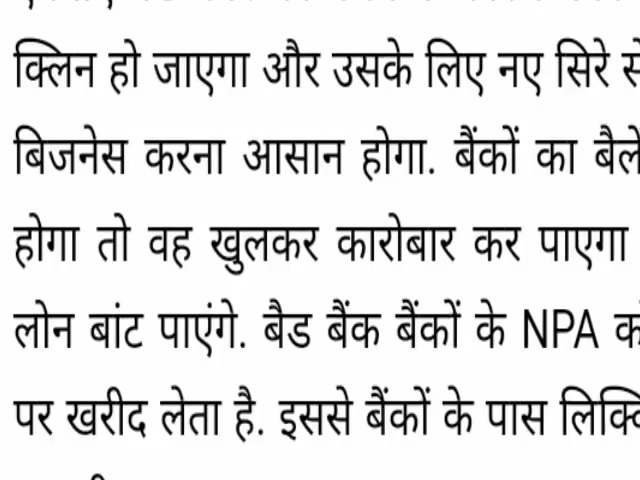 क्लिन हो जाएगा और उसके लिए नए सिरे से
बिजनेस करना आसान होगा. बैंकों का
होगा तो वह खुलकर कारोबार कर पाएगा
लोन बांट पाएंगे. बैड बैंक बैंकों के NPA
पर खरीद लेता है. इससे बैंकों के पास